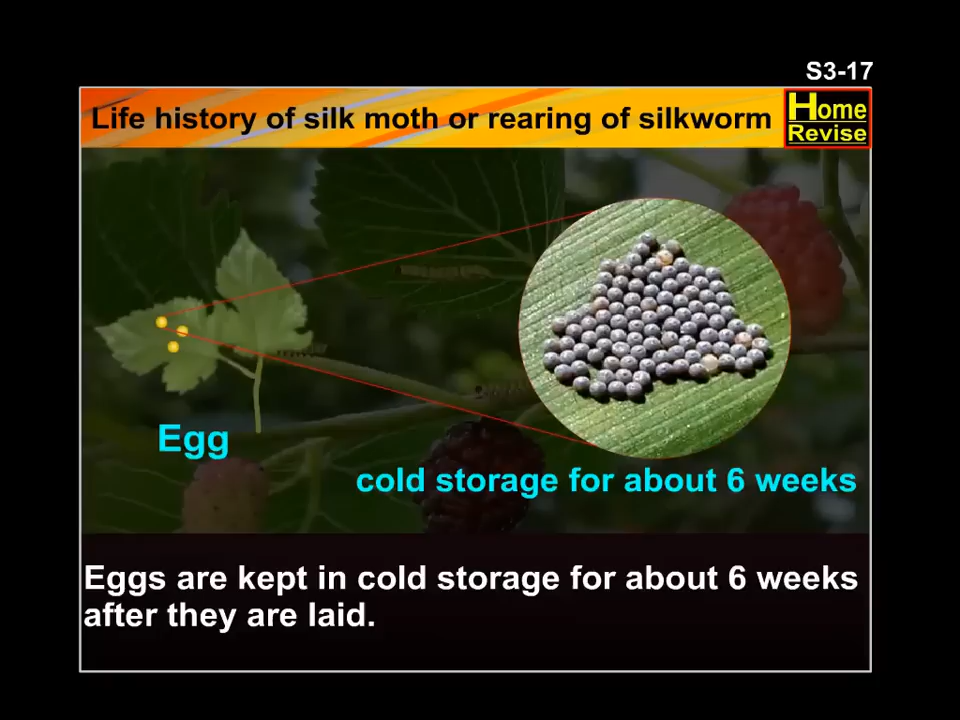 S3-17
Life history of silk moth or rearing of silkworm
Home
Revise
Egg
cold storage for about 6 weeks
Eggs are kept in cold storage for about 6 weeks
after they are laid.